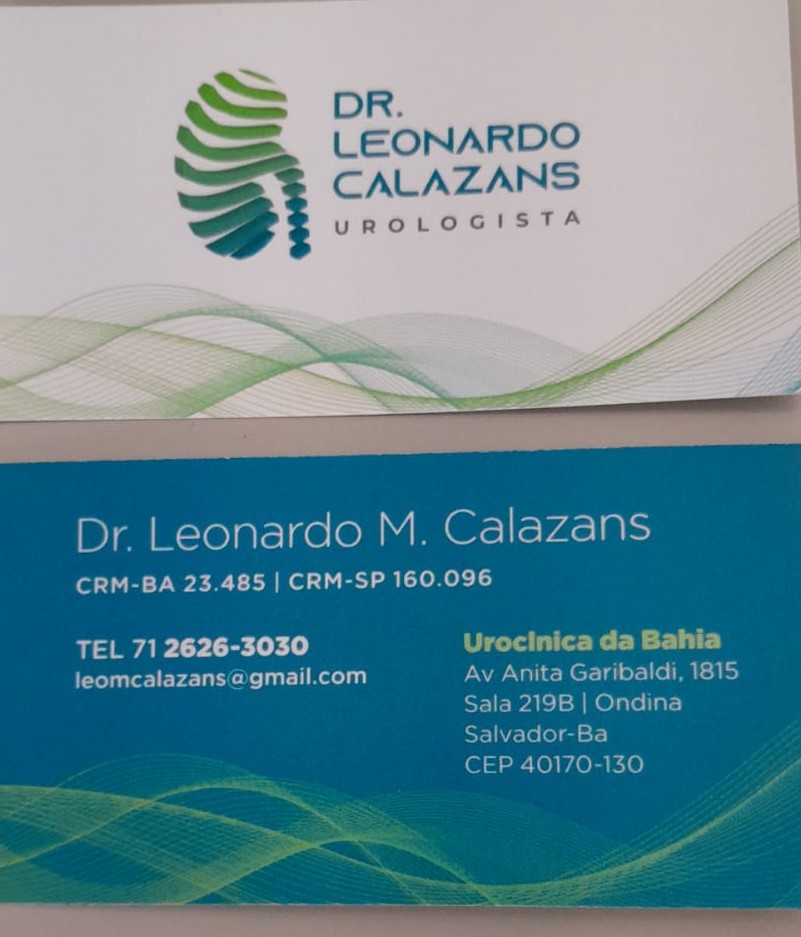 DR.
LEONARDO
CALAZANS
UROLOGISTA
Dr. Leonardo M. Calazans
CRM-BA 23.485 | CRM-SP 160.096
TEL 71 2626-3030
leomcalazans@gmail.com
Uroclnica da Bahia
Av Anita Garibaldi, 1815
Sala 219B | Ondina
Salvador-Ba
CEP 40170-130